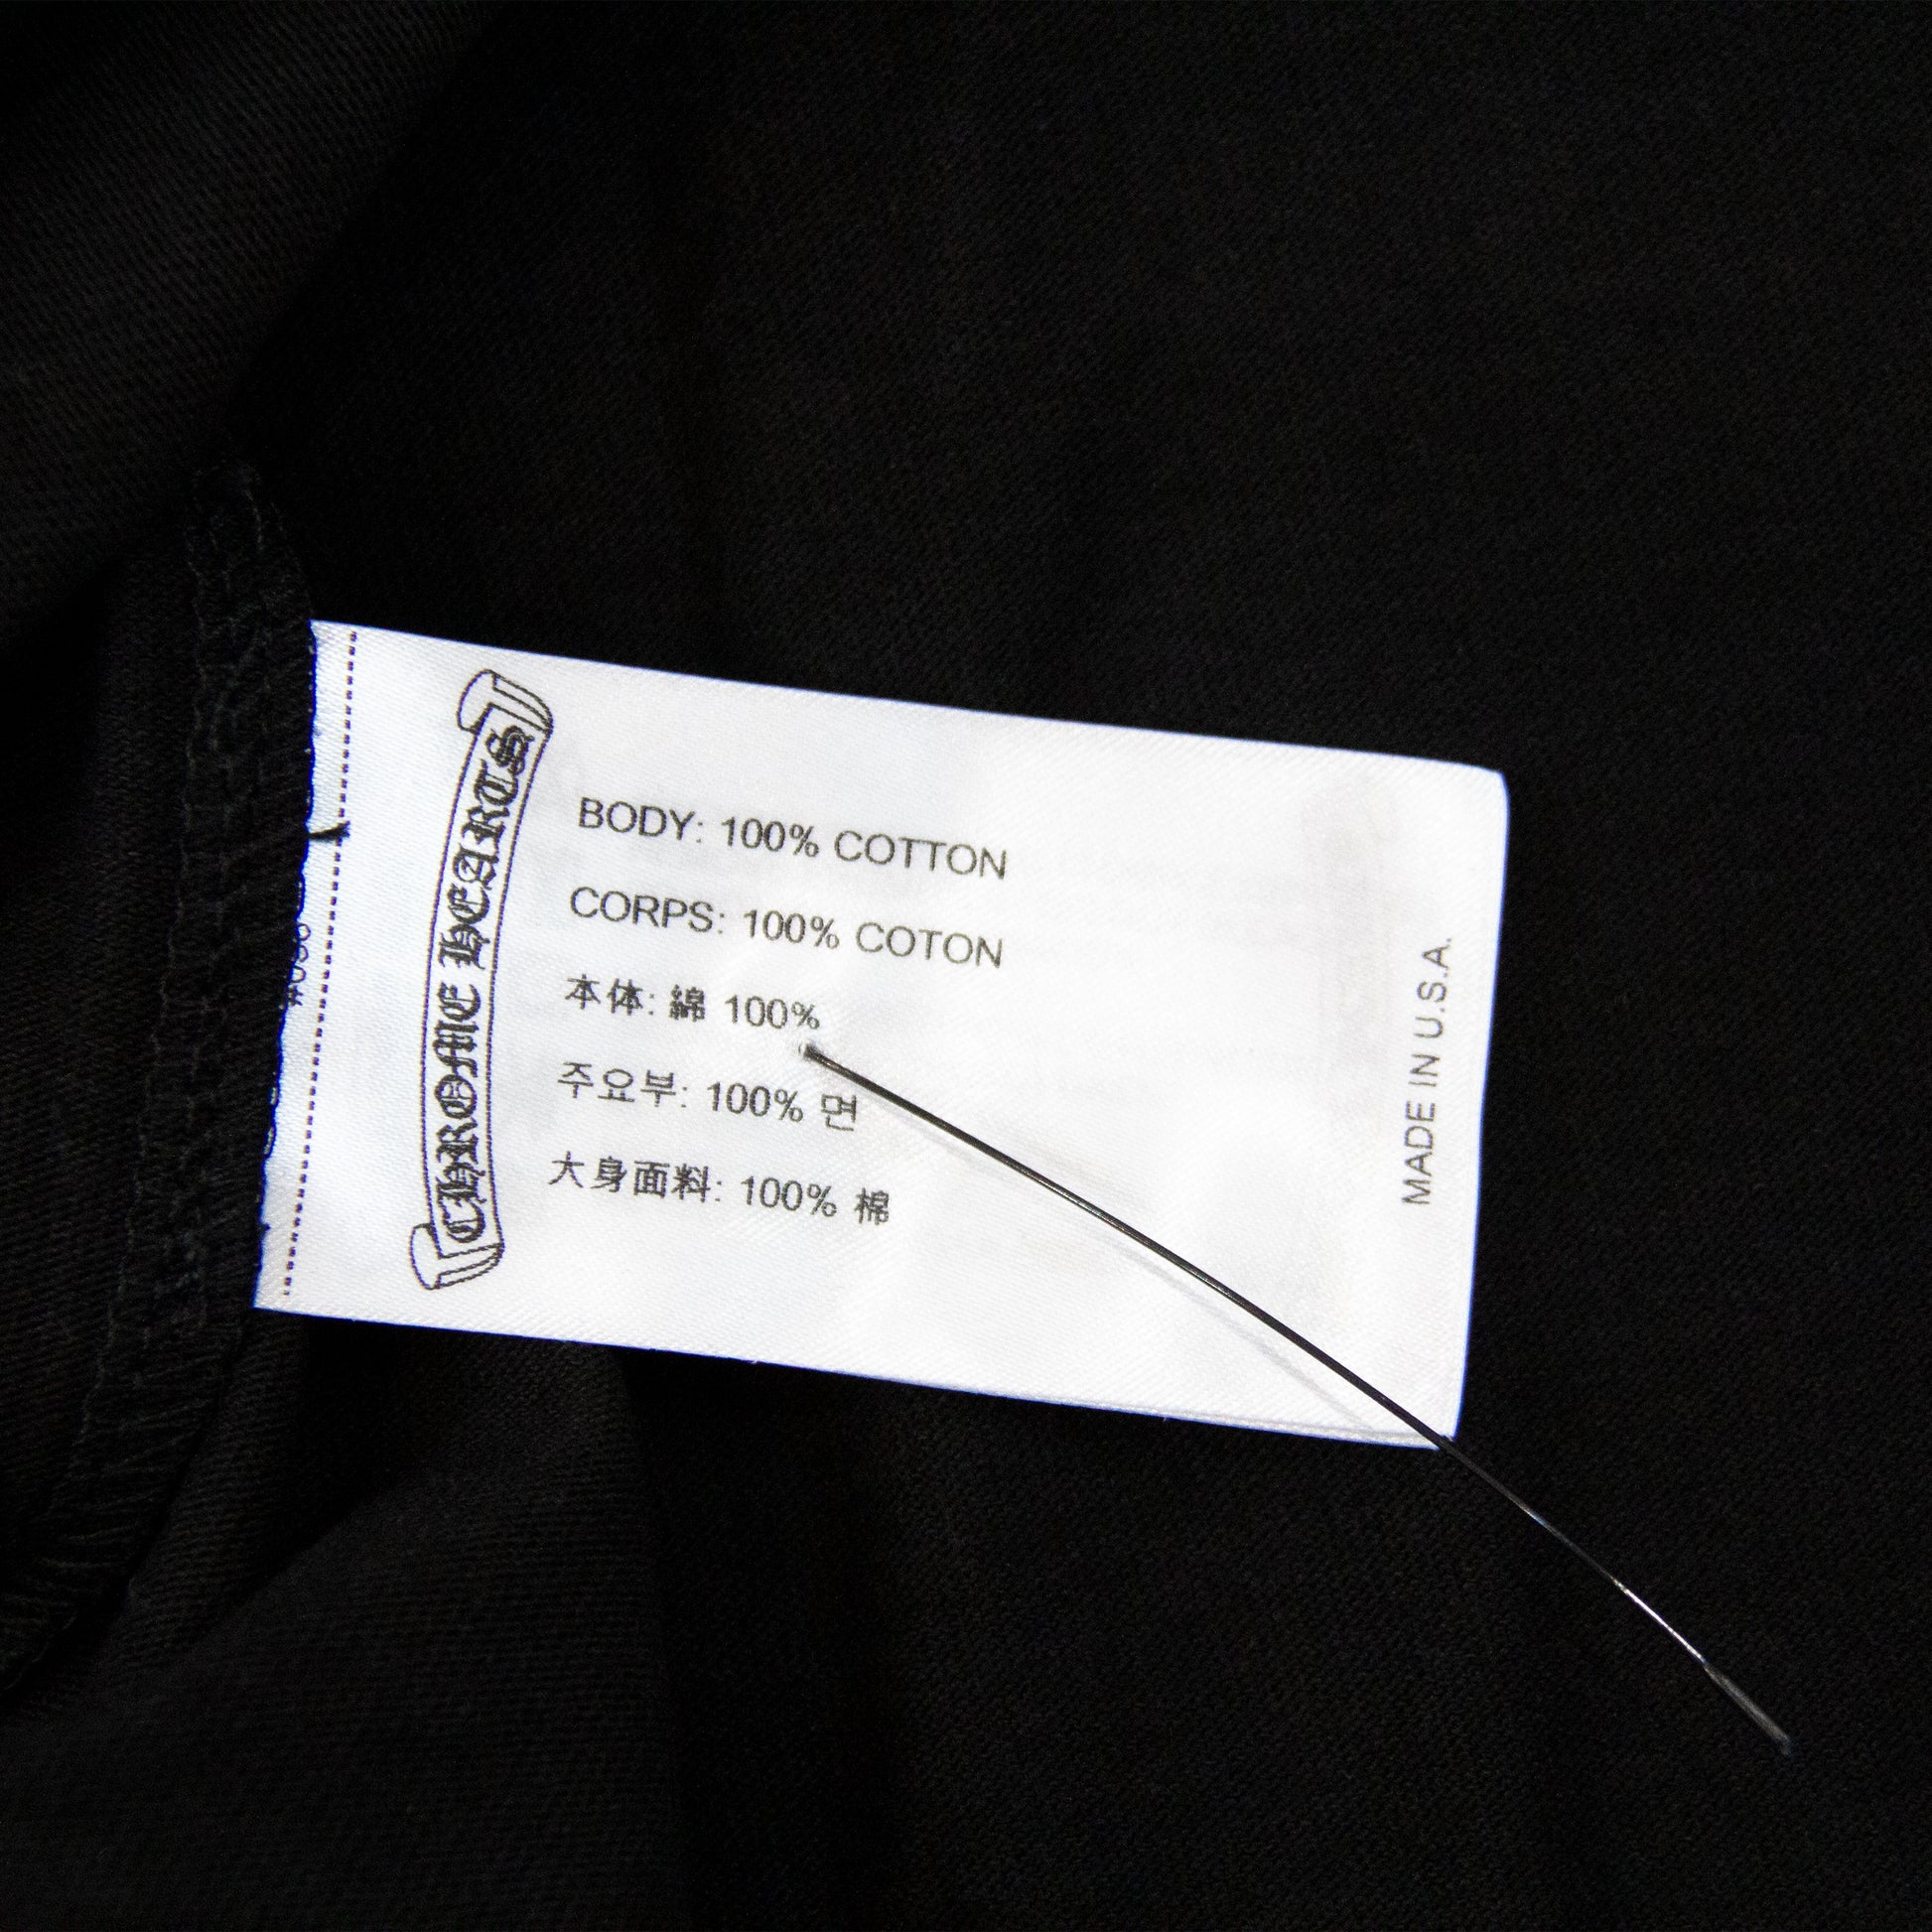 CHROME HEARTS
BODY: 100% COTTON
CORPS: 100% COTON
本体: 綿 100%
주요부: 100% 면
大身面料: 100% 棉
MADE IN U.S.A.